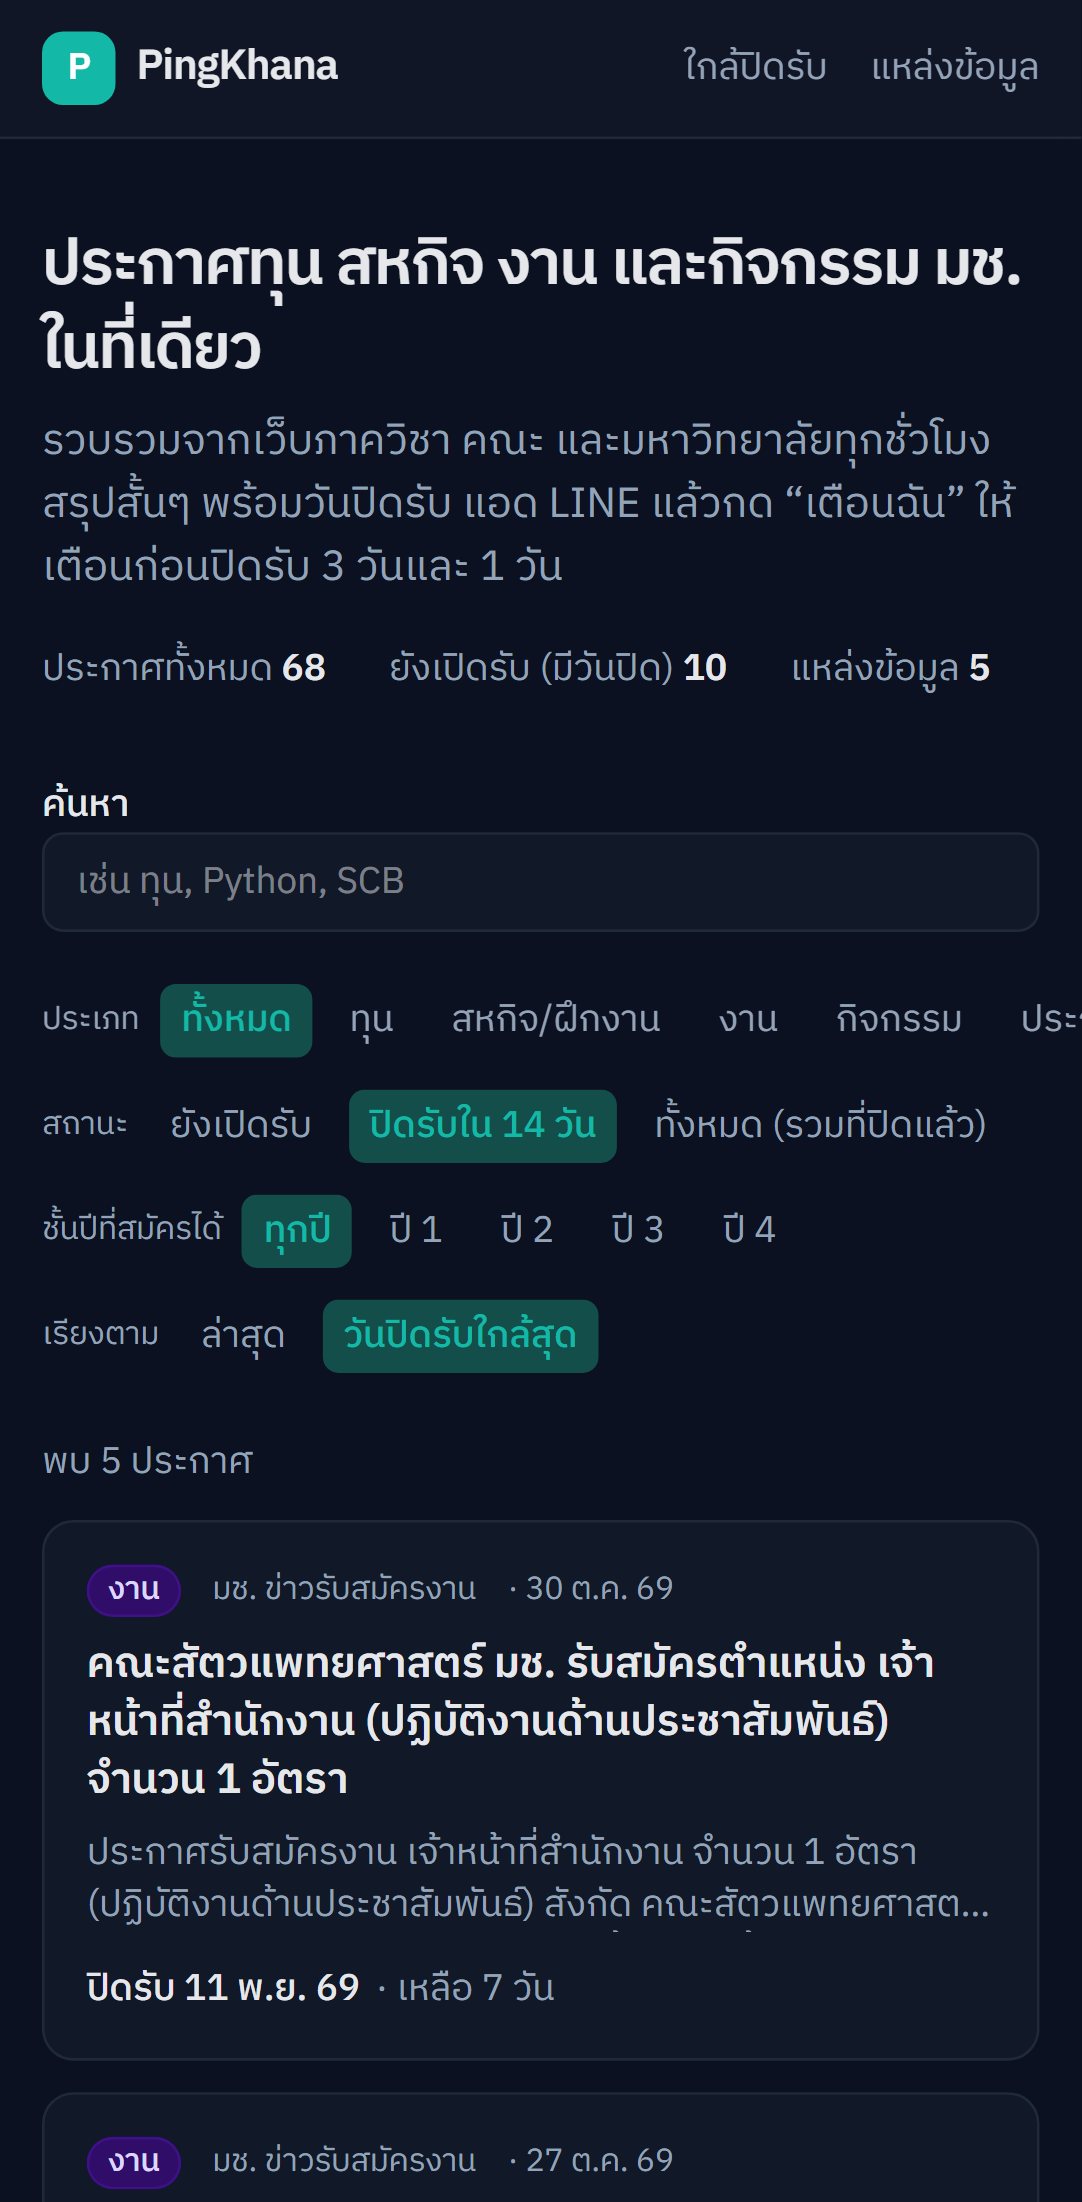 P PingKhana ใกล้ปิดรับ แหล่งข้อมูล
ประกาศทุน สหกิจ งาน และกิจกรรม มช.
ในที่เดียว
รวบรวมจากเว็บภาควิชา คณะ และมหาวิทยาลัยทุกชั่วโมง
สรุปสั้นๆ พร้อมวันปิดรับ แอด LINE แล้วกด “เตือนฉัน” ให้
เตือนก่อนปิดรับ 3 วันและ 1 วัน
ประกาศทั้งหมด 68 ยังเปิดรับ (มีวันปิด) 10 แหล่งข้อมูล 5
ค้นหา
เช่น ทุน, Python, SCB
ประเภท ทั้งหมด ทุน สหกิจ/ฝึกงาน งาน กิจกรรม
สถานะ ยังเปิดรับ ปิดรับใน 14 วัน ทั้งหมด (รวมที่ปิดแล้ว)
ชั้นปีที่สมัครได้ ทุกปี ปี 1 ปี 2 ปี 3 ปี 4
เรียงตาม ล่าสุด วันปิดรับใกล้สุด
พบ 5 ประกาศ
งาน มช. ข่าวรับสมัครงาน · 30 ต.ค. 69
คณะสัตวแพทยศาสตร์ มช. รับสมัครตำแหน่ง เจ้า
หน้าที่สำนักงาน (ปฏิบัติงานด้านประชาสัมพันธ์)
จำนวน 1 อัตรา
ประกาศรับสมัครงาน เจ้าหน้าที่สำนักงาน จำนวน 1 อัตรา
(ปฏิบัติงานด้านประชาสัมพันธ์) สังกัด คณะสัตวแพทยศาสต...
ปิดรับ 11 พ.ย. 69 · เหลือ 7 วัน
งาน มช. ข่าวรับสมัครงาน · 27 ต.ค. 69